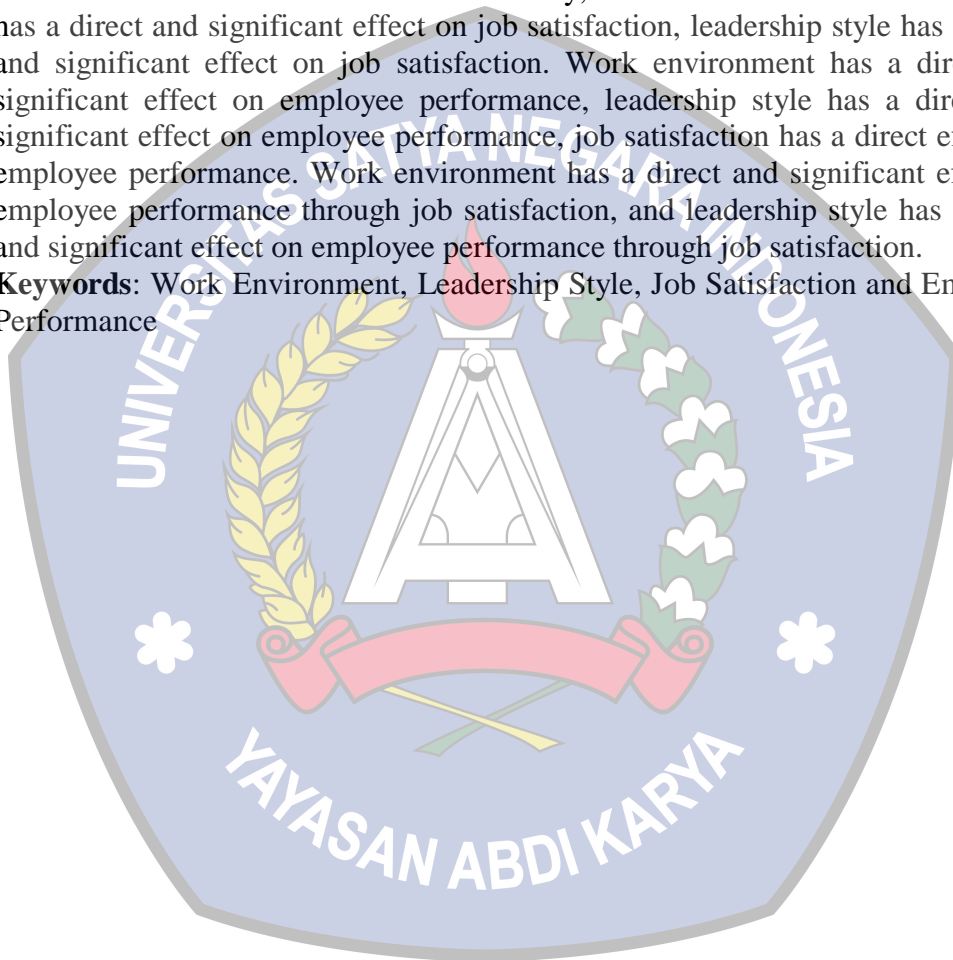 has a direct and significant effect on job satisfaction, leadership style has
and significant effect on job satisfaction. Work environment has a
significant effect on employee performance, leadership style has a
significant effect on employee performance, job satisfaction has a direct
employee performance. Work environment has a direct and significant
employee performance through job satisfaction, and leadership style has
and significant effect on employee performance through job satisfaction.
Keywords: Work Environment, Leadership Style, Job Satisfaction and
Performance
UNIVERSITAS SATYA NEGARA INDONESIA
YAYASAN ABDI KARYA